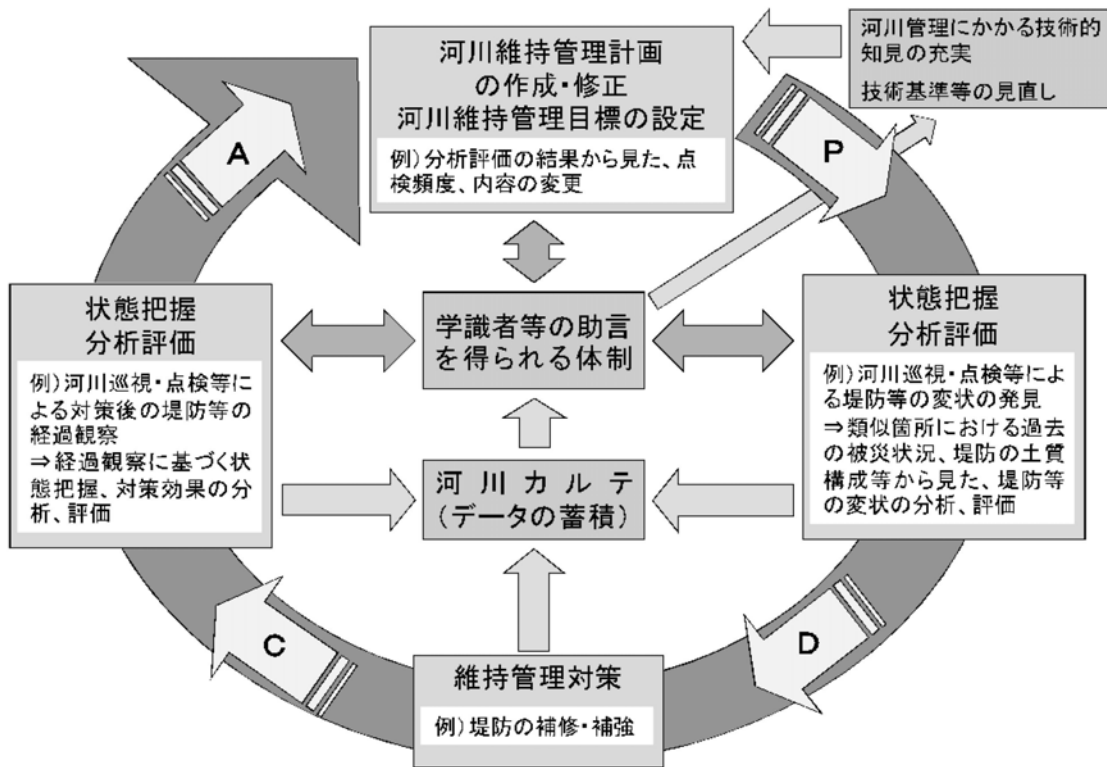 河川維持管理計画
の作成・修正
河川維持管理目標の設定
例）分析評価の結果から見た、点
検頻度、内容の変更
河川管理にかかる技術的
知見の充実
技術基準等の見直し
A
P
状態把握
分析評価
例）河川巡視・点検等に
よる対策後の堤防等の
経過観察
⇒経過観察に基づく状
態把握、対策効果の分
析、評価
学識者等の助言
を得られる体制
状態把握
分析評価
例）河川巡視・点検等によ
る堤防等の変状の発見
⇒類似箇所における過去
の被災状況、堤防の土質
構成等から見た、堤防等
の変状の分析、評価
河川カルテ
（データの蓄積）
C
D
維持管理対策
例）堤防の補修・補強